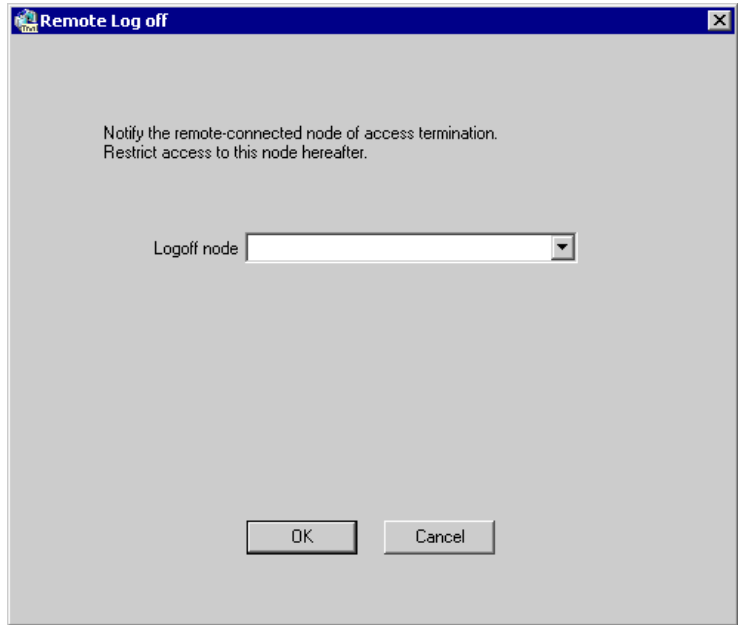 Remote Log off
Notify the remote-connected node of access termination.
Restrict access to this node hereafter.
Logoff node
OK
Cancel